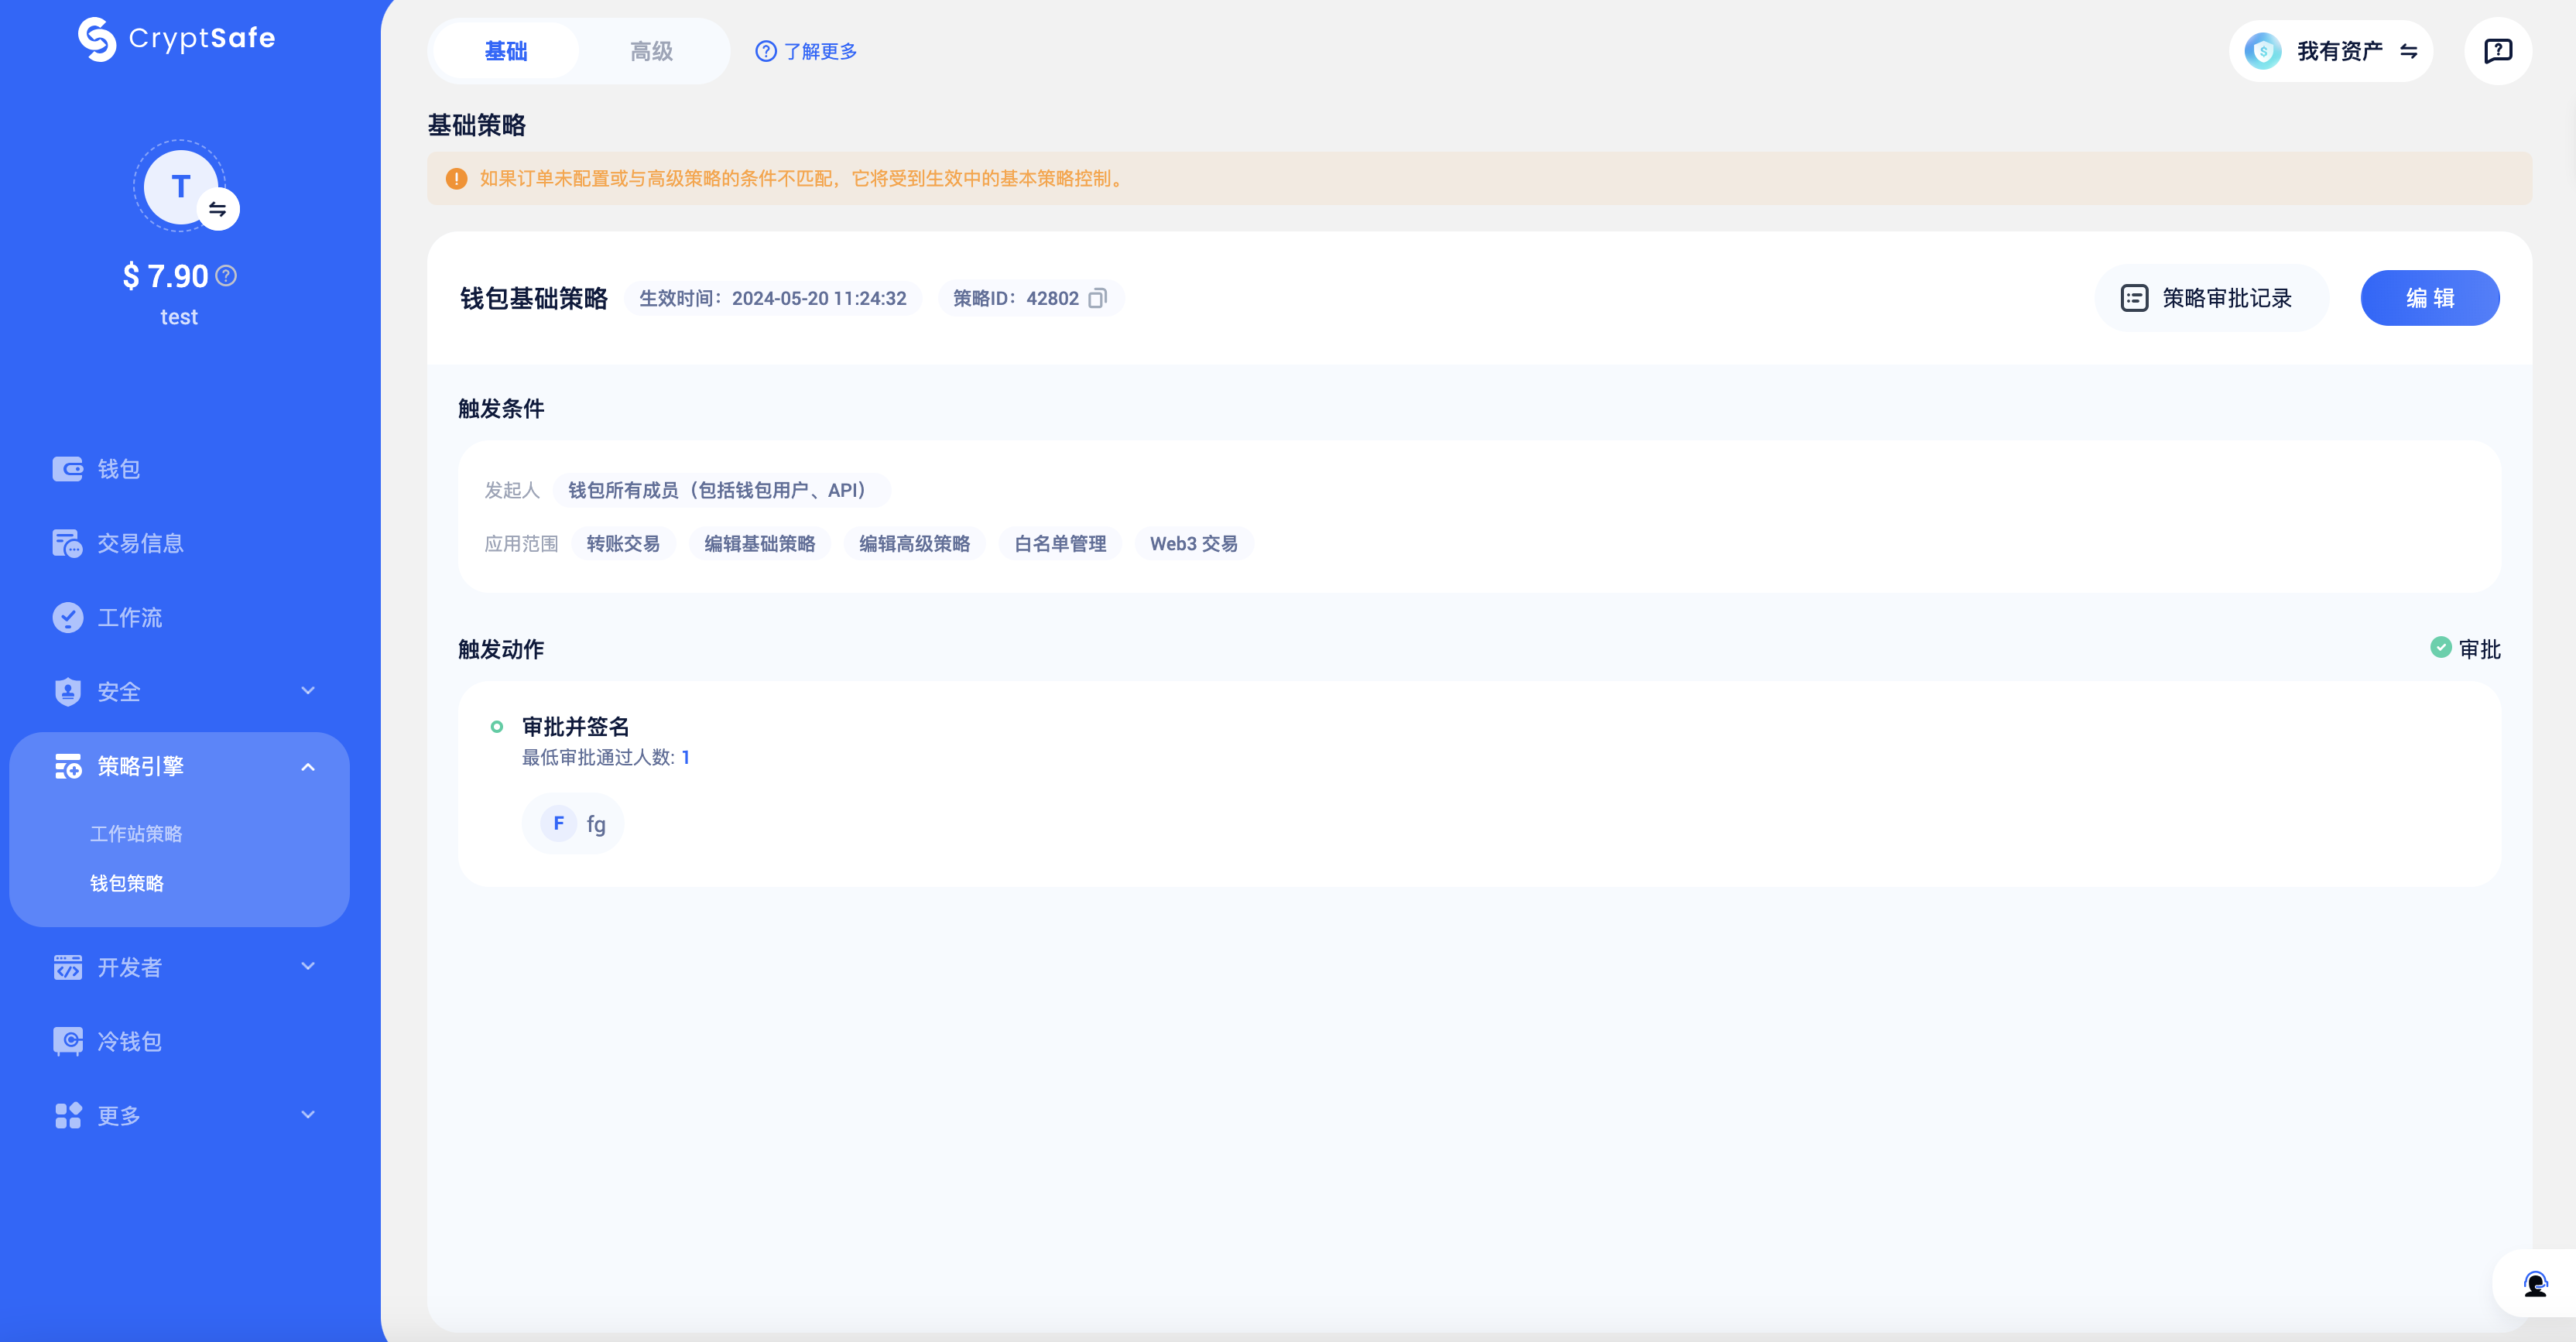 CryptSafe
T
$ 7.90
test
钱包
交易信息
工作流
安全
策略引擎
工作站策略
钱包策略
开发者
冷钱包
更多
基础
高级
了解更多
我有资产
基础策略
如果订单未配置或与高级策略的条件不匹配，它将受到生效中的基本策略控制。
钱包基础策略
生效时间：2024-05-20 11:24:32
策略ID：42802
策略审批记录
编 辑
触发条件
发起人 钱包所有成员（包括钱包用户、API）
应用范围 转账交易 编辑基础策略 编辑高级策略 白名单管理 Web3 交易
触发动作
审批
审批并签名
最低审批通过人数: 1
F fg